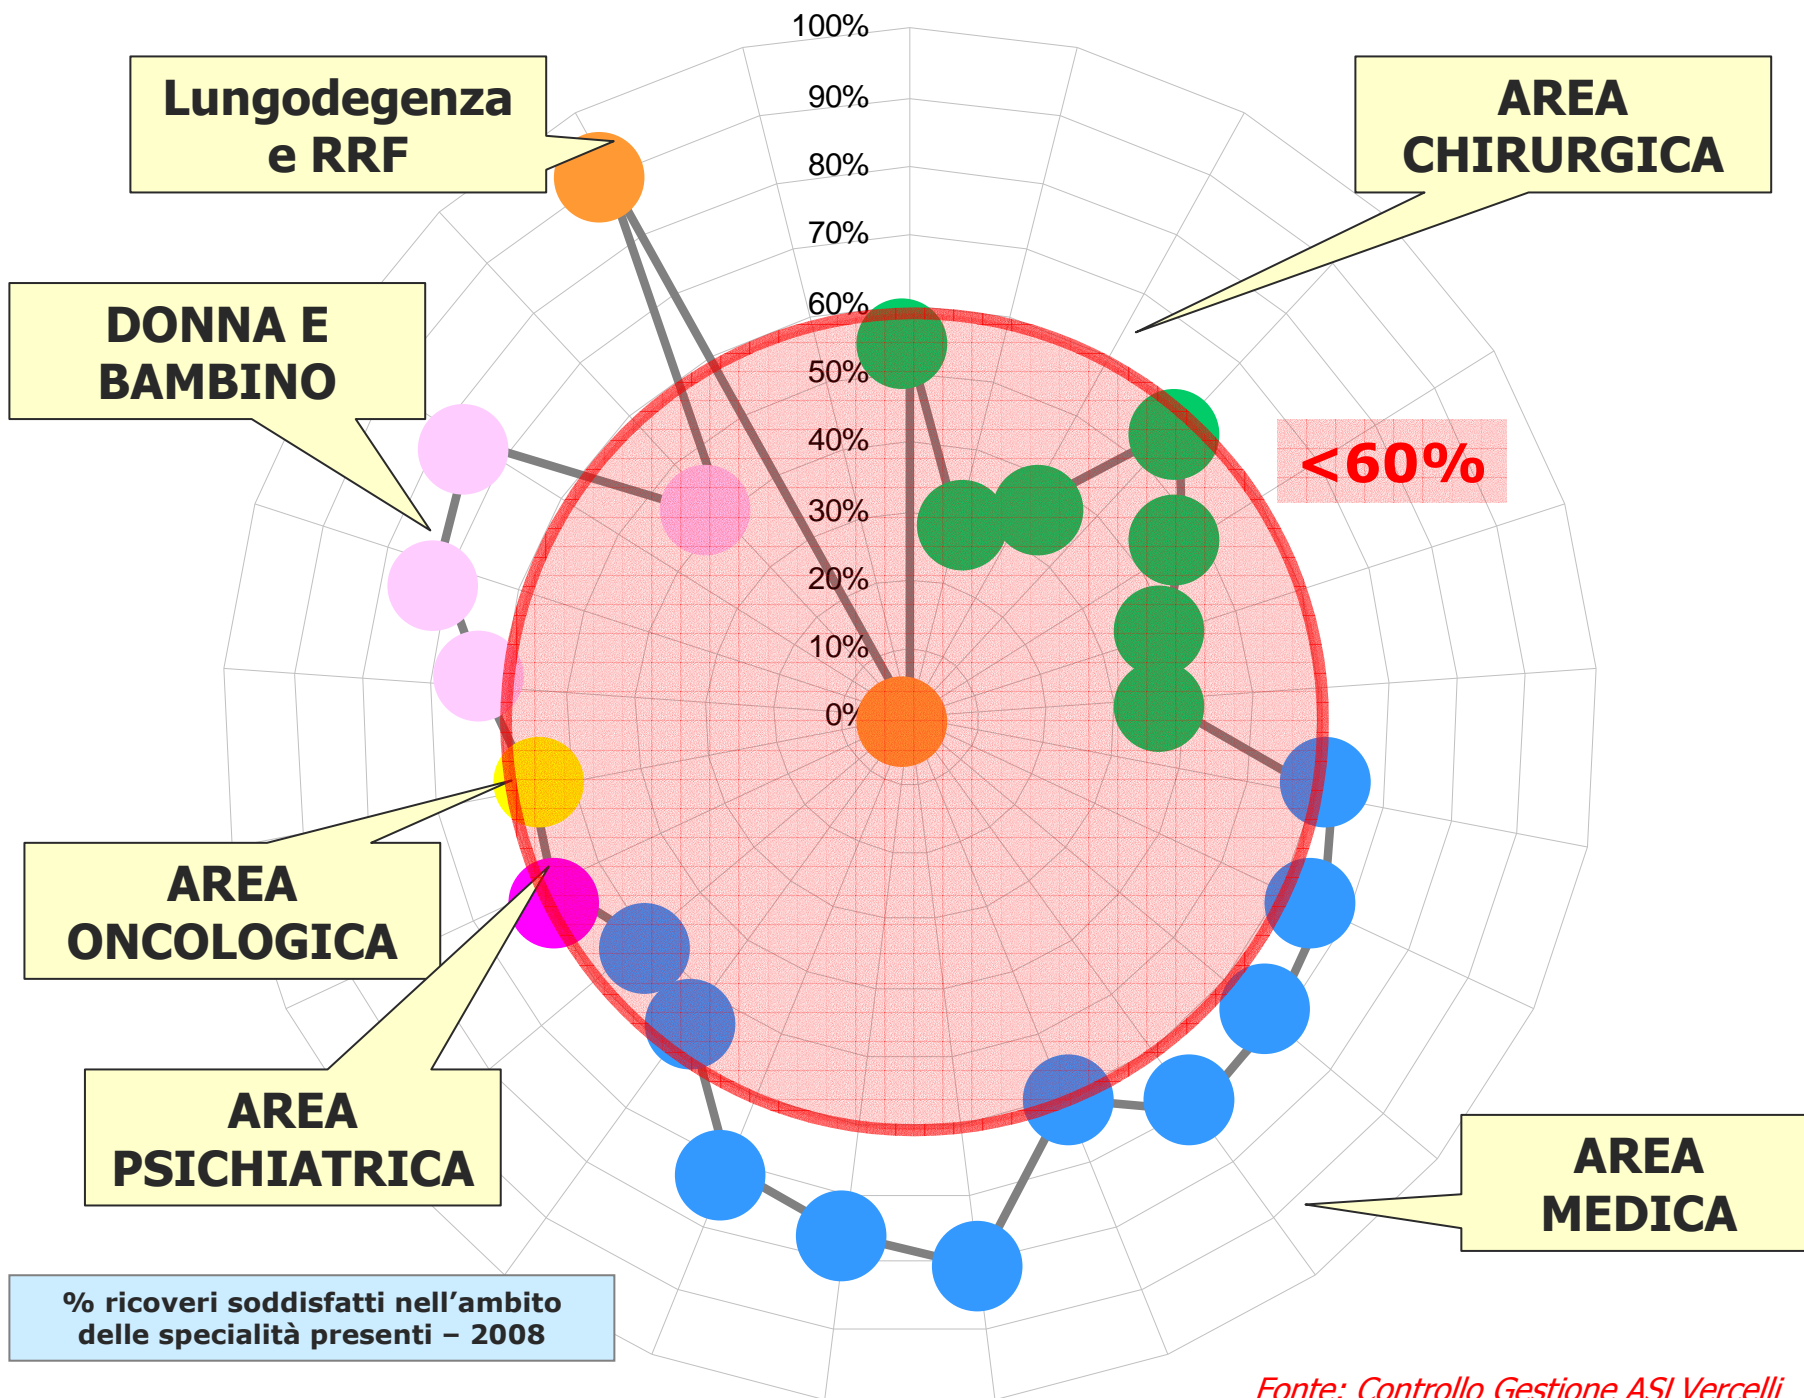 100%
90%
80%
70%
60%
50%
40%
30%
20%
10%
0%
Lungodegenza
e RRF
AREA
CHIRURGICA
DONNA E
BAMBINO
<60%
AREA
ONCOLOGICA
AREA
PSICHIATRICA
AREA
MEDICA
% ricoveri soddisfatti nell’ambito
delle specialità presenti – 2008
Fonte: Controllo Gestione ASL Vercelli